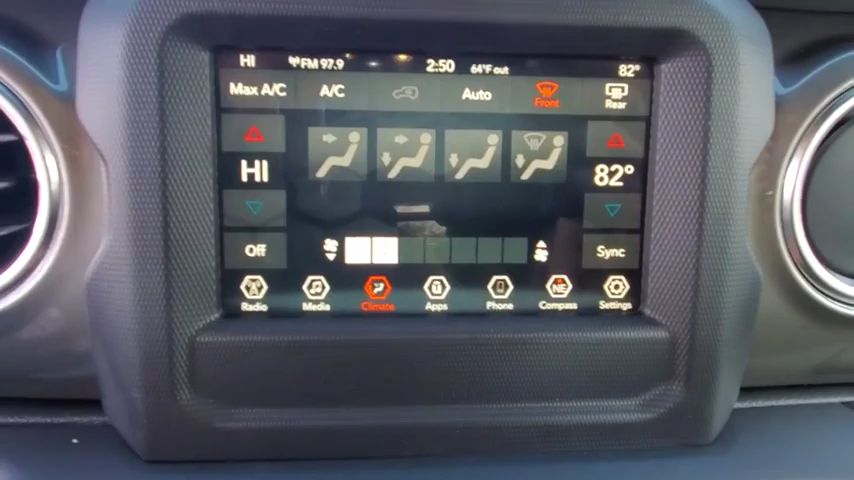 HI FM 97.9 2:50 64°F out 82°
Max A/C A/C Auto Front Rear
HI 82°
Off Sync
NE
Radio Media Climate Apps Phone Compass Settings